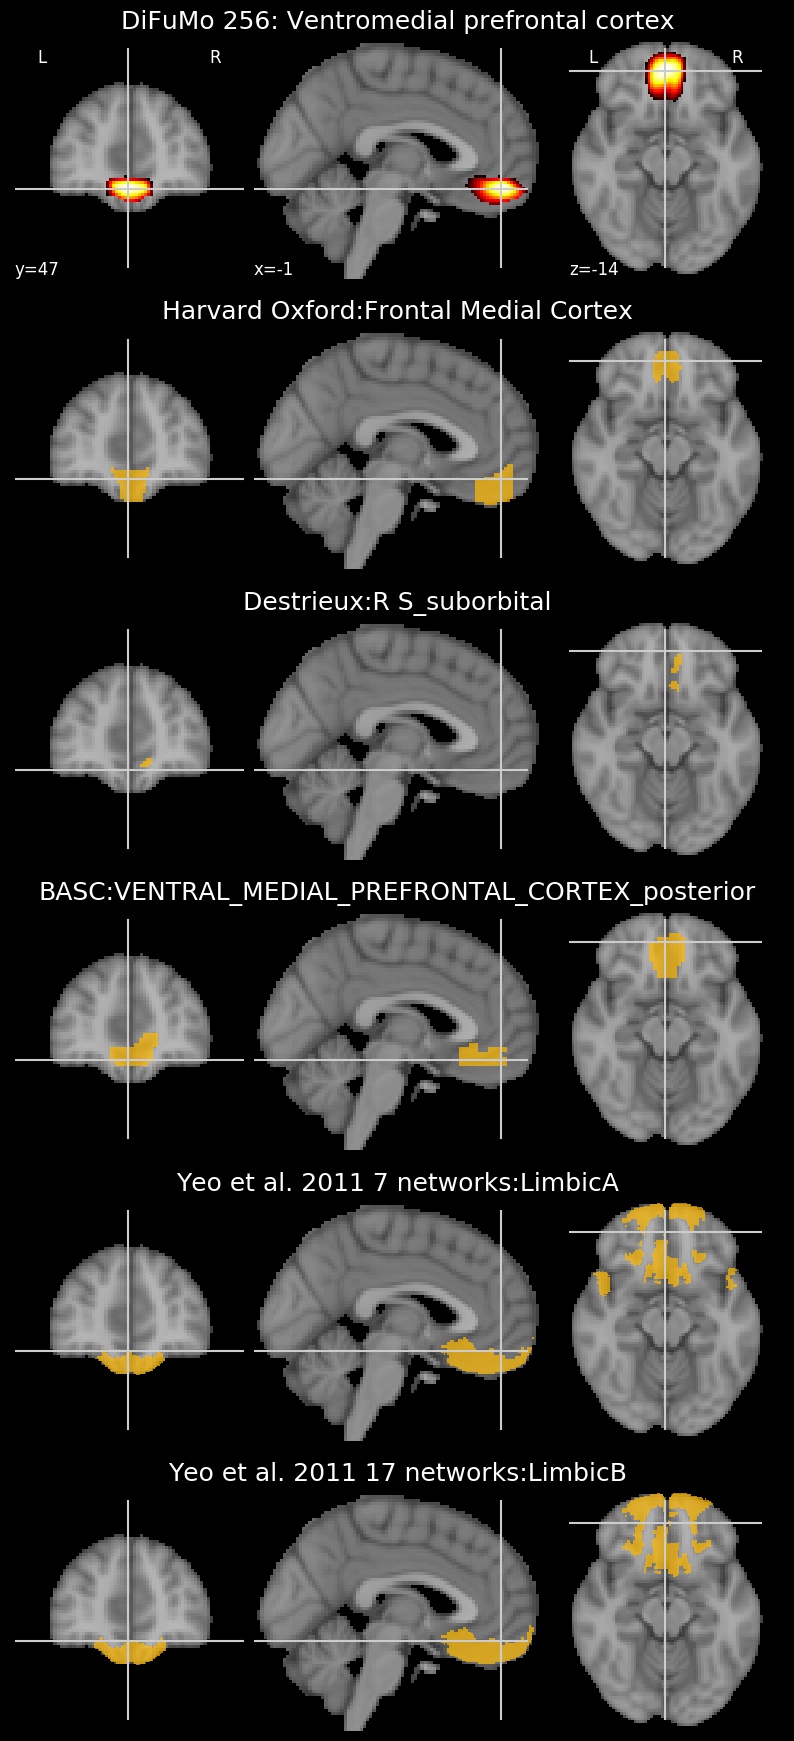 DiFuMo 256: Ventromedial prefrontal cortex
L R L R
y=47 x=-1 z=-14
Harvard Oxford:Frontal Medial Cortex
Destrieux:R S_suborbital
BASC:VENTRAL_MEDIAL_PREFRONTAL_CORTEX_posterior
Yeo et al. 2011 7 networks:LimbicA
Yeo et al. 2011 17 networks:LimbicB